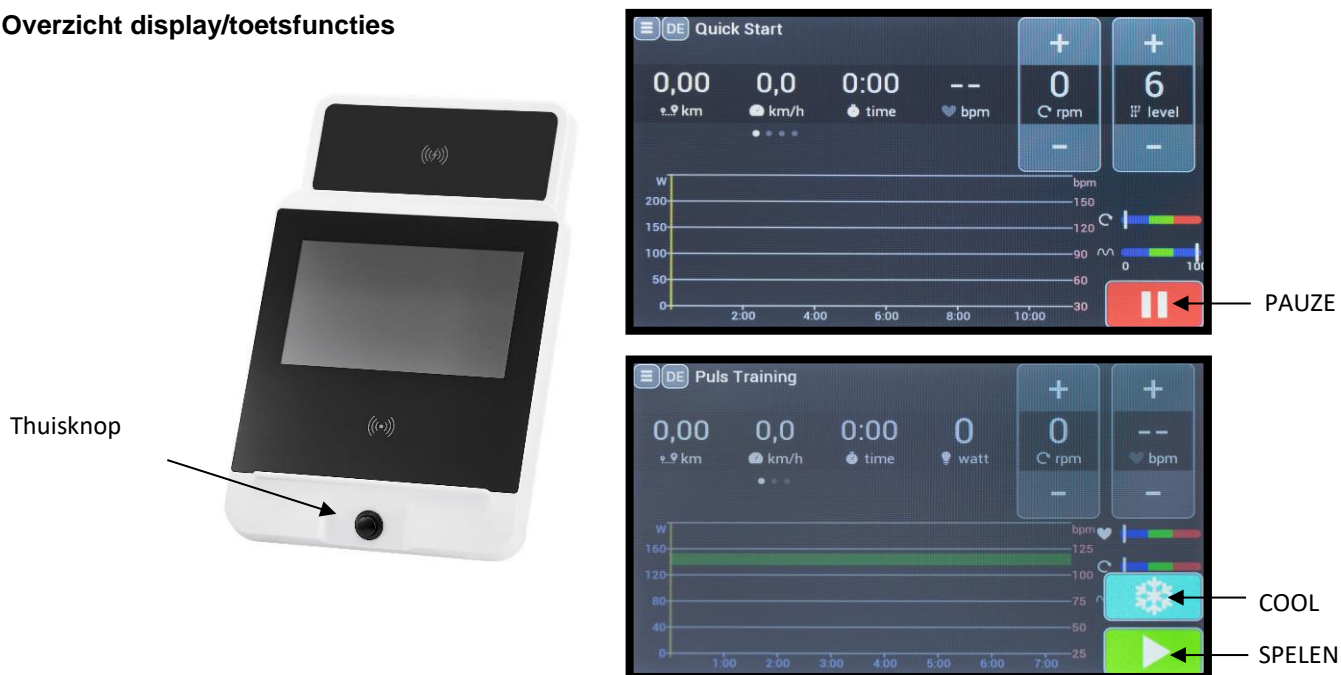 Overzicht display/toetsfuncties
Thuisknop
DE Quick Start
0,00 0,0 0:00 -- 0 6
km km/h time bpm rpm level
+ +
- -
W bpm
200 150
150 120
100 90
50 60
0 30
2:00 4:00 6:00 8:00 10:00
0 100
PAUZE
DE Puls Training
+ +
0,00 0,0 0:00 0 0 --
km km/h time watt rpm bpm
- -
W bpm
160 125
120 100
80 75
40 50
0 25
1:00 2:00 3:00 4:00 5:00 6:00 7:00
COOL
SPELEN